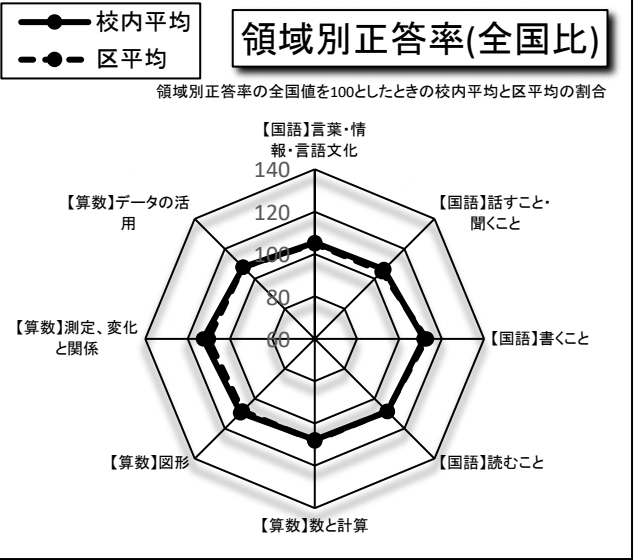 校内平均
区平均
領域別正答率(全国比)
領域別正答率の全国値を100としたときの校内平均と区平均の割合
【国語】言葉・情
報・言語文化
140
120
100
80
60
【国語】話すこと・
聞くこと
【国語】書くこと
【国語】読むこと
【算数】数と計算
【算数】図形
【算数】測定、変化
と関係
【算数】データの活
用